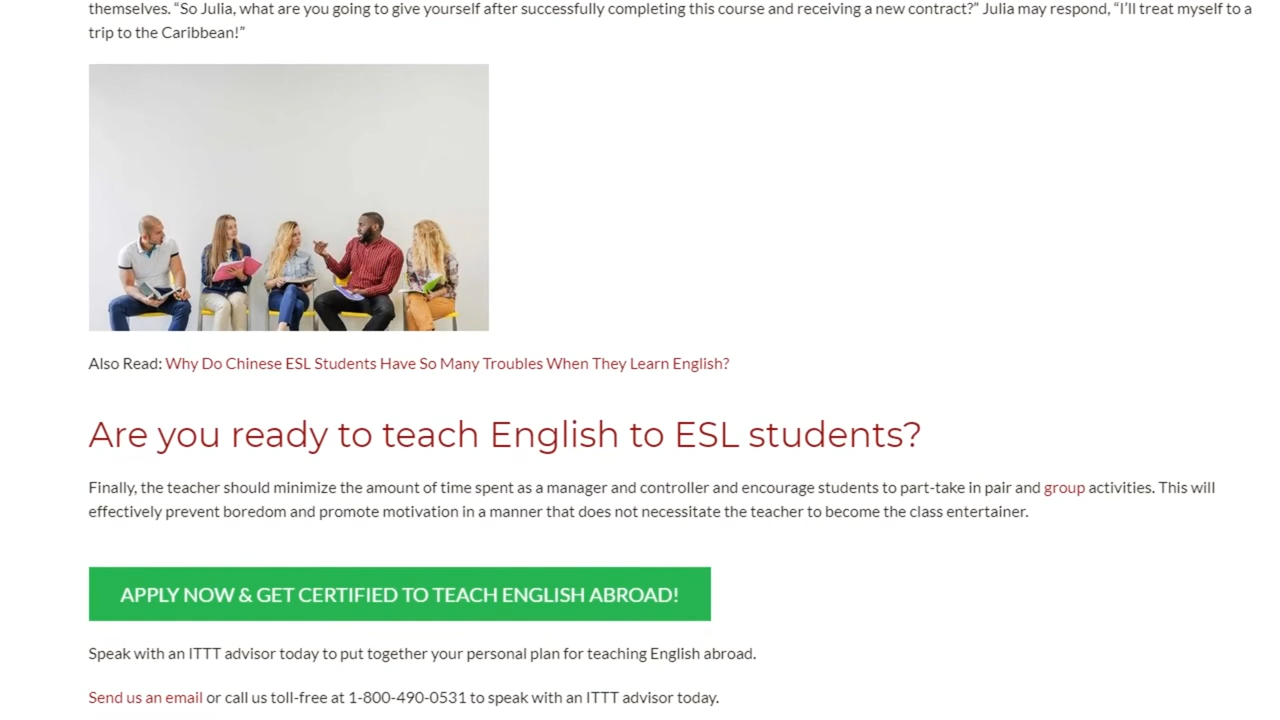 themselves. “So Julia, what are you going to give yourself after successfully completing this course and receiving a new contract?” Julia may respond, “I’ll treat myself to a
trip to the Caribbean!”
Also Read: Why Do Chinese ESL Students Have So Many Troubles When They Learn English?
Are you ready to teach English to ESL students?
Finally, the teacher should minimize the amount of time spent as a manager and controller and encourage students to part-take in pair and group activities. This will
effectively prevent boredom and promote motivation in a manner that does not necessitate the teacher to become the class entertainer.
APPLY NOW & GET CERTIFIED TO TEACH ENGLISH ABROAD!
Speak with an ITTT advisor today to put together your personal plan for teaching English abroad.
Send us an email or call us toll-free at 1-800-490-0531 to speak with an ITTT advisor today.